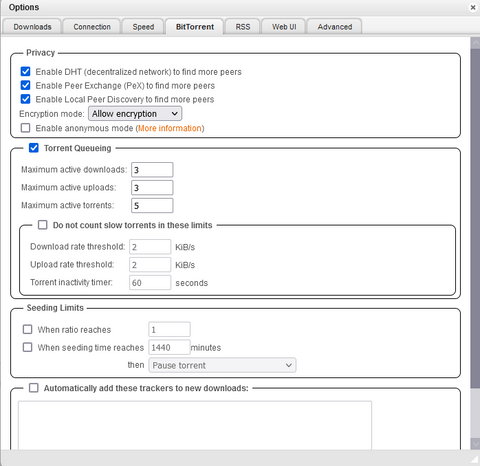 Options
Downloads Connection Speed BitTorrent RSS Web UI Advanced
Privacy
Enable DHT (decentralized network) to find more peers
Enable Peer Exchange (PeX) to find more peers
Enable Local Peer Discovery to find more peers
Encryption mode: Allow encryption
Enable anonymous mode (More information)
Torrent Queueing
Maximum active downloads: 3
Maximum active uploads: 3
Maximum active torrents: 5
Do not count slow torrents in these limits
Download rate threshold: 2 KiB/s
Upload rate threshold: 2 KiB/s
Torrent inactivity timer: 60 seconds
Seeding Limits
When ratio reaches 1
When seeding time reaches 1440 minutes
then Pause torrent
Automatically add these trackers to new downloads: